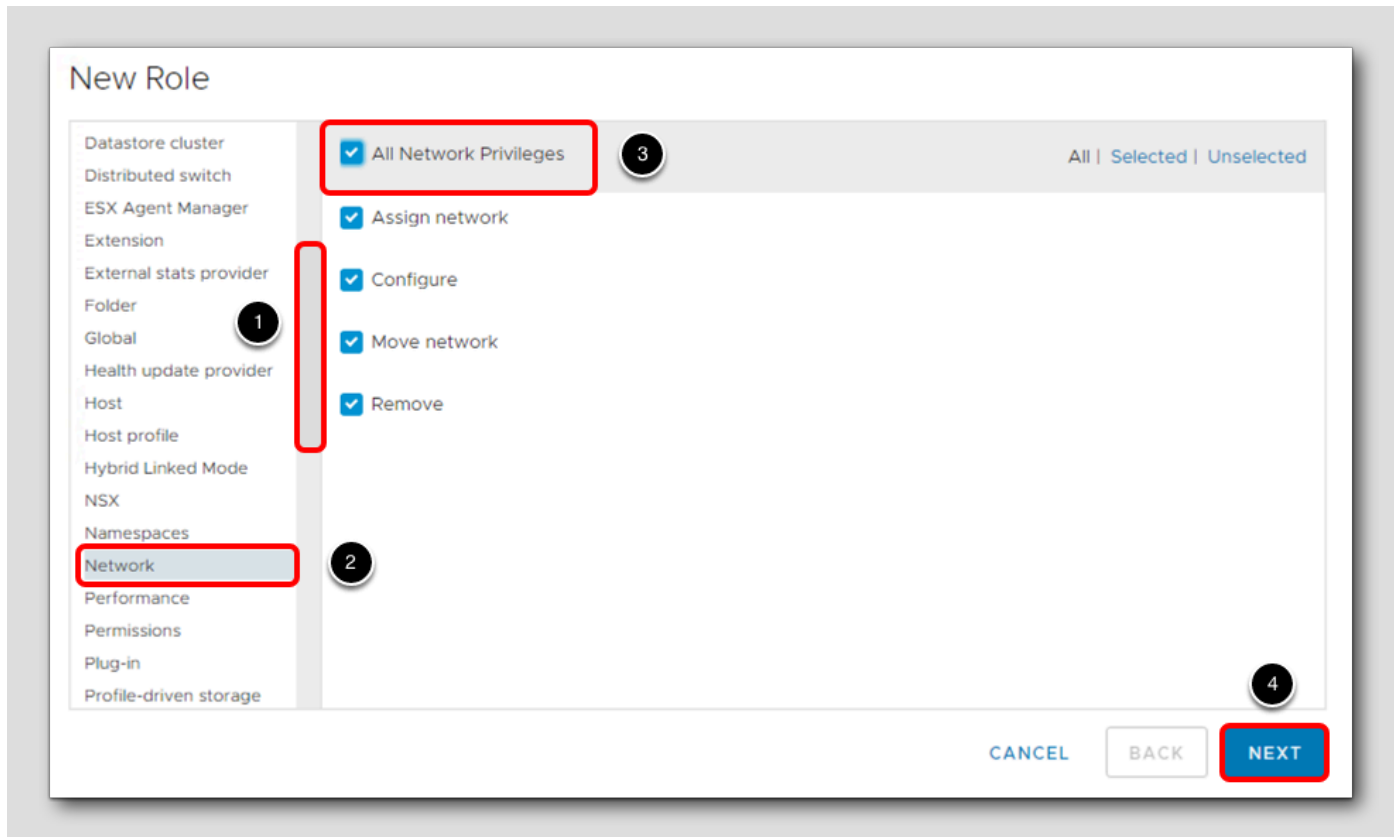 New Role
Datastore cluster
Distributed switch
ESX Agent Manager
Extension
External stats provider
Folder
Global
Health update provider
Host
Host profile
Hybrid Linked Mode
NSX
Namespaces
Network
Performance
Permissions
Plug-in
Profile-driven storage
1
2
All Network Privileges
3
All | Selected | Unselected
Assign network
Configure
Move network
Remove
4
CANCEL
BACK
NEXT